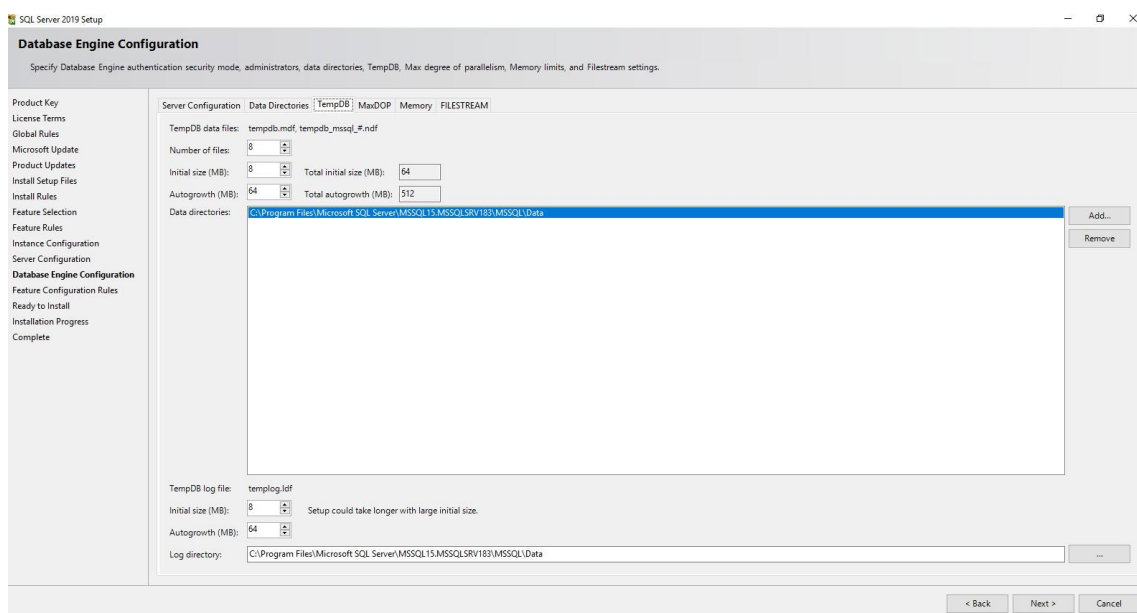 SQL Server 2019 Setup
Database Engine Configuration
Specify Database Engine authentication security mode, administrators, data directories, TempDB, Max degree of parallelism, Memory limits, and Filestream settings.
Product Key
License Terms
Global Rules
Microsoft Update
Product Updates
Install Setup Files
Install Rules
Feature Selection
Feature Rules
Instance Configuration
Server Configuration
Database Engine Configuration
Feature Configuration Rules
Ready to Install
Installation Progress
Complete
Server Configuration Data Directories TempDB MaxDOP Memory FILESTREAM
TempDB data files: tempdb.mdf, tempdb_mssql_#.ndf
Number of files: 8
Initial size (MB): 8 Total initial size (MB): 64
Autogrowth (MB): 64 Total autogrowth (MB): 512
Data directories: C:\Program Files\Microsoft SQL Server\MSSQL15.MSSQLSRV183\MSSQL\Data
Add...
Remove
TempDB log file: templog.ldf
Initial size (MB): 8 Setup could take longer with large initial size.
Autogrowth (MB): 64
Log directory: C:\Program Files\Microsoft SQL Server\MSSQL15.MSSQLSRV183\MSSQL\Data ...
< Back Next > Cancel